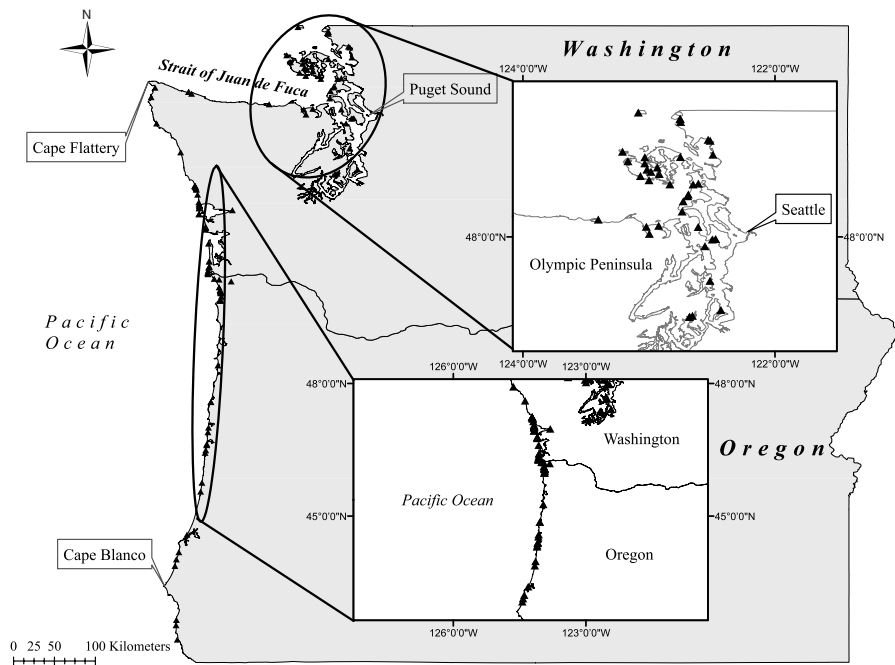 N
Washington
Strait of Juan de Fuca
Puget Sound
Cape Flattery
124°0'0"W
122°0'0"W
Seattle
48°0'0"N
48°0'0"N
Olympic Peninsula
Pacific
Ocean
124°0'0"W
122°0'0"W
126°0'0"W
123°0'0"W
48°0'0"N
48°0'0"N
Washington
Oregon
Pacific Ocean
45°0'0"N
45°0'0"N
Oregon
Cape Blanco
126°0'0"W
123°0'0"W
0 25 50 100 Kilometers